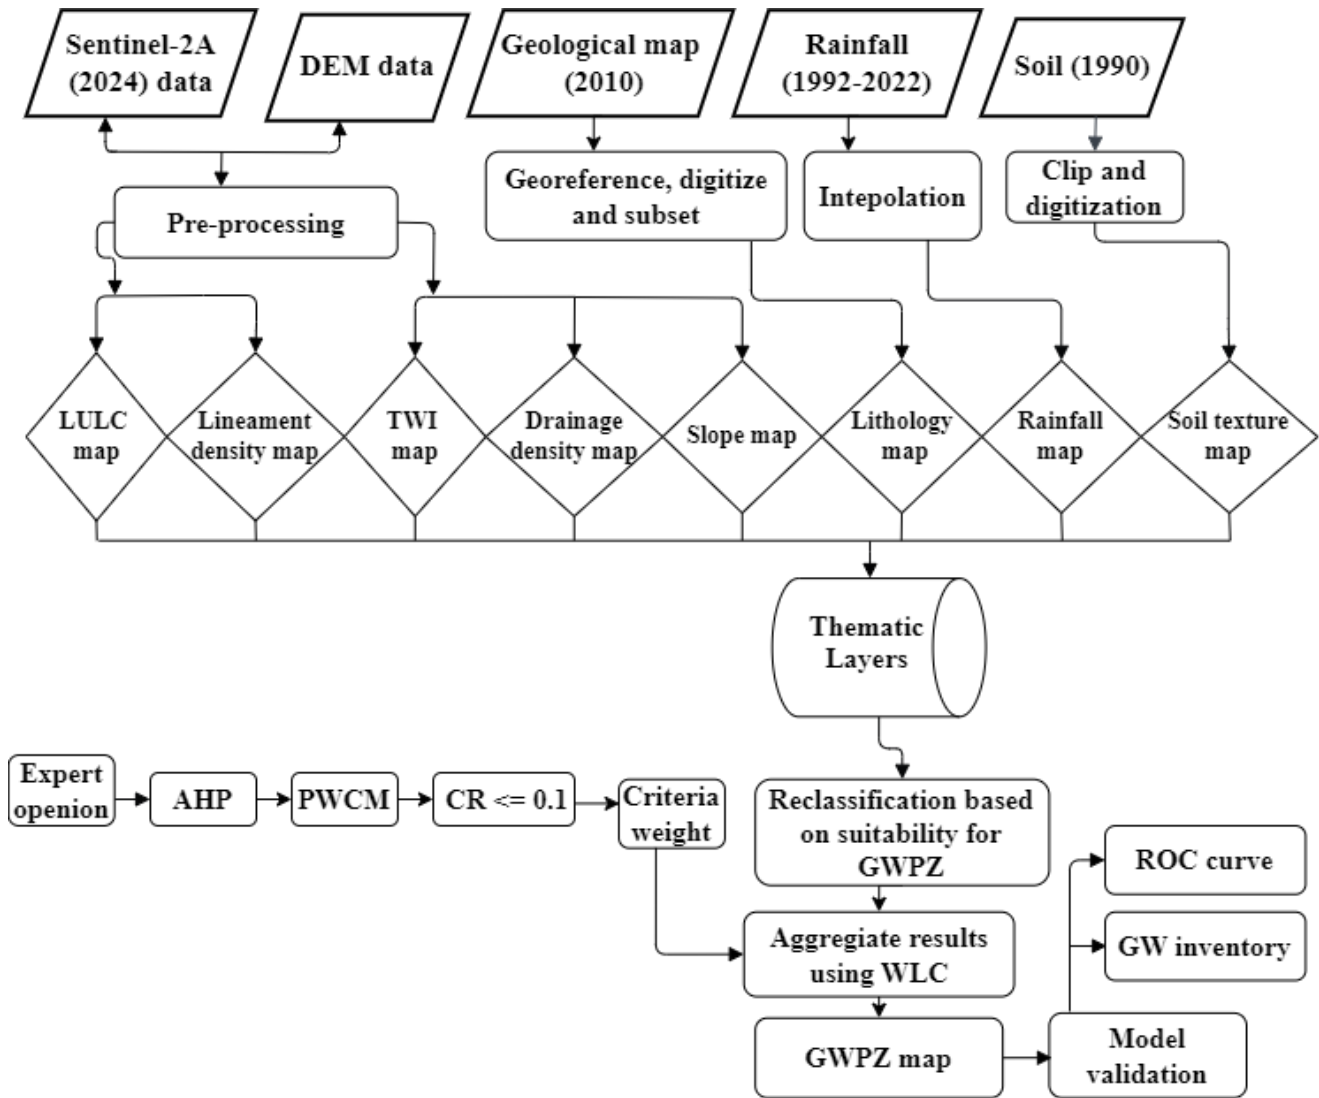 Sentinel-2A
(2024) data
DEM data
Geological map
(2010)
Rainfall
(1992-2022)
Soil (1990)
Pre-processing
Georeference, digitize
and subset
Intepolation
Clip and
digitization
LULC
map
Lineament
density map
TWI
map
Drainage
density map
Slope map
Lithology
map
Rainfall
map
Soil texture
map
Thematic
Layers
Expert
openion
AHP
PWCM
CR <= 0.1
Criteria
weight
Reclassification based
on suitability for
GWPZ
ROC curve
Aggregiate results
using WLC
GW inventory
GWPZ map
Model
validation